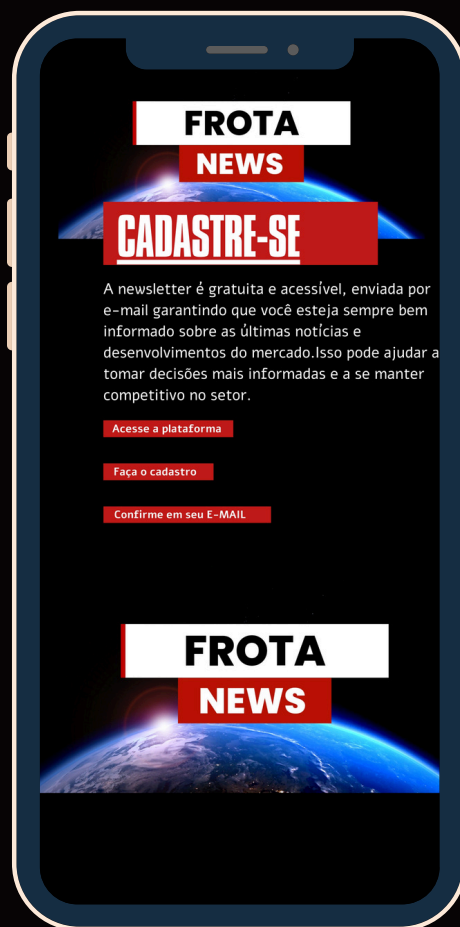 FROTA
NEWS
CADASTRE-SE
A newsletter é gratuita e acessível, enviada por
e-mail garantindo que você esteja sempre bem
informado sobre as últimas notícias e
desenvolvimentos do mercado.Isso pode ajudar a
tomar decisões mais informadas e a se manter
competitivo no setor.
Acesse a plataforma
Faça o cadastro
Confirme em seu E-MAIL
FROTA
NEWS